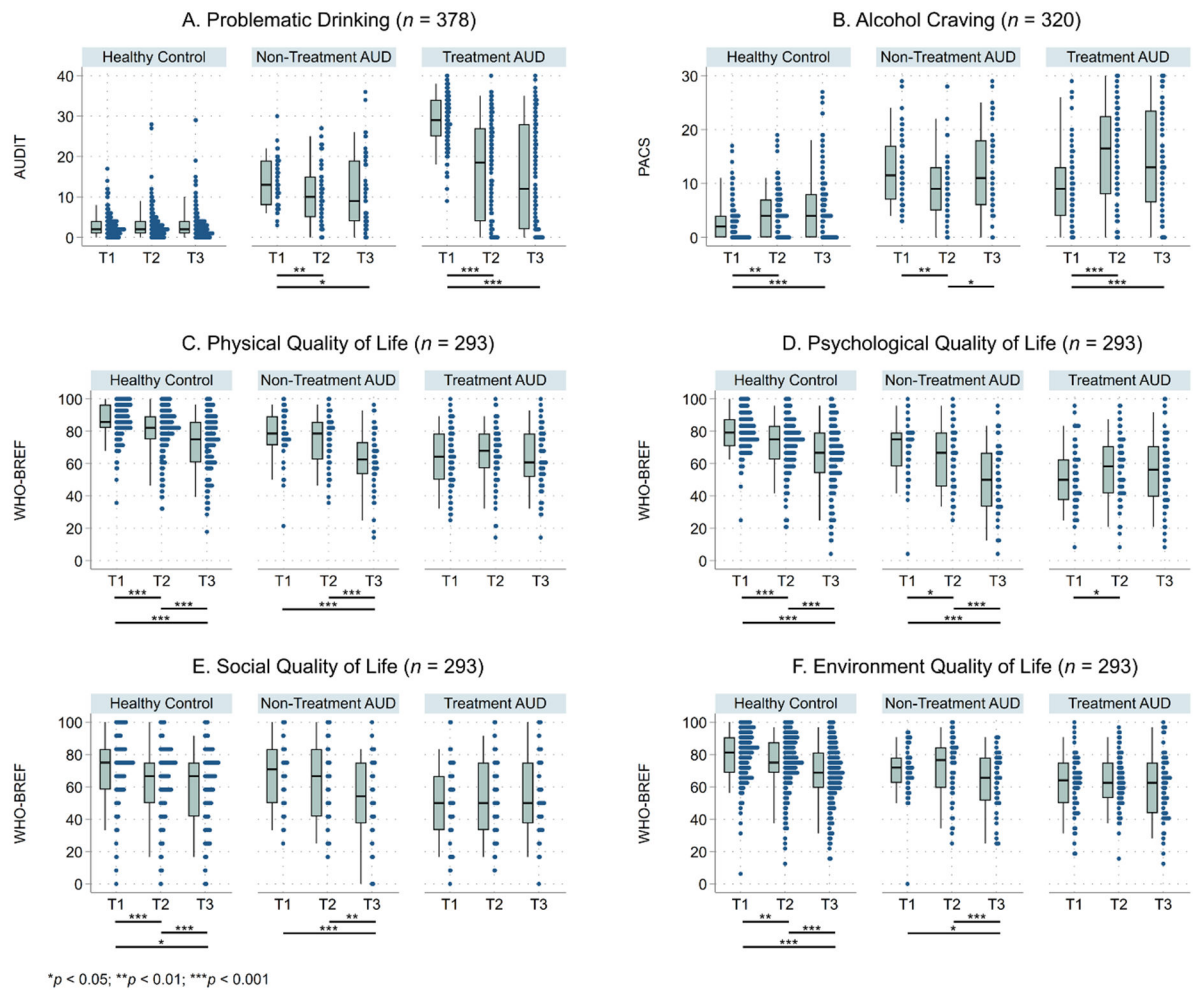 A. Problematic Drinking (n = 378)
Healthy Control
Non-Treatment AUD
Treatment AUD
AUDIT
40
30
20
10
0
T1 T2 T3
T1 T2 T3
T1 T2 T3
** ***
* ***
B. Alcohol Craving (n = 320)
Healthy Control
Non-Treatment AUD
Treatment AUD
PACS
30
20
10
0
T1 T2 T3
T1 T2 T3
T1 T2 T3
** ** * ***
*** ***
C. Physical Quality of Life (n = 293)
Healthy Control
Non-Treatment AUD
Treatment AUD
WHO-BREF
100
80
60
40
20
0
T1 T2 T3
T1 T2 T3
T1 T2 T3
*** ***
*** ***
***
D. Psychological Quality of Life (n = 293)
Healthy Control
Non-Treatment AUD
Treatment AUD
WHO-BREF
100
80
60
40
20
0
T1 T2 T3
T1 T2 T3
T1 T2 T3
*** * *
*** ***
*** ***
E. Social Quality of Life (n = 293)
Healthy Control
Non-Treatment AUD
Treatment AUD
WHO-BREF
100
80
60
40
20
0
T1 T2 T3
T1 T2 T3
T1 T2 T3
*** **
*** ***
*
F. Environment Quality of Life (n = 293)
Healthy Control
Non-Treatment AUD
Treatment AUD
WHO-BREF
100
80
60
40
20
0
T1 T2 T3
T1 T2 T3
T1 T2 T3
** ***
*** *
***
*p < 0.05; **p < 0.01; ***p < 0.001